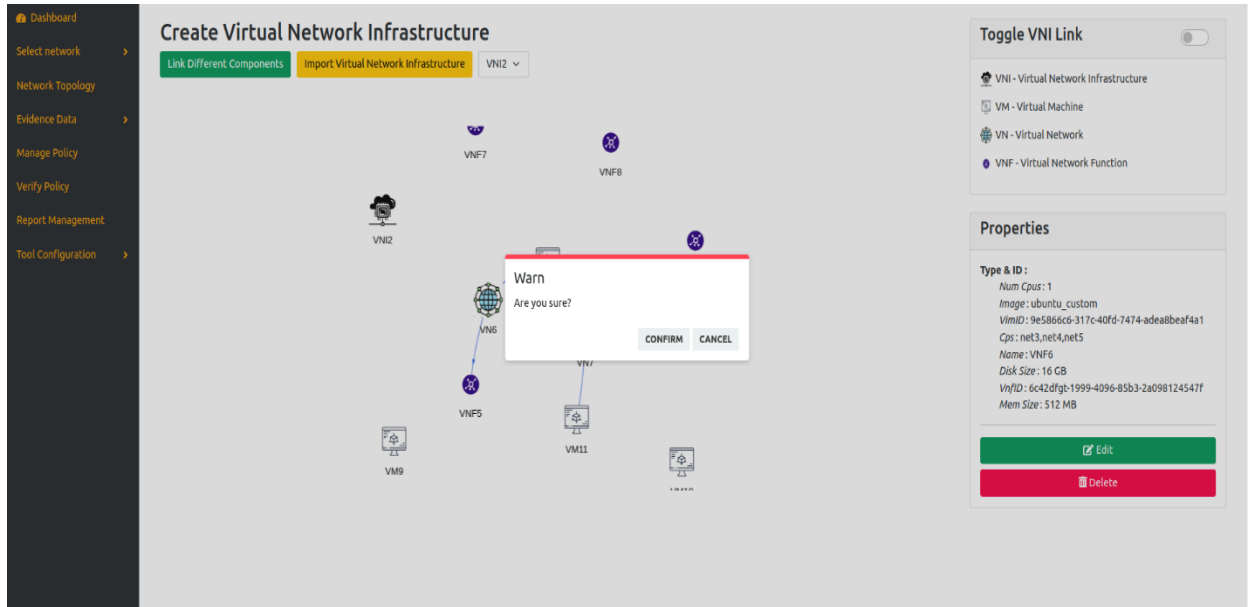 Dashboard
Select network
Network Topology
Evidence Data
Manage Policy
Verify Policy
Report Management
Tool Configuration
Create Virtual Network Infrastructure
Link Different Components
Import Virtual Network Infrastructure
VNI2
VNF7
VNF8
VNI2
VN6
VN7
VNF5
VM11
VM9
Warn
Are you sure?
CONFIRM CANCEL
Toggle VNI Link
VNI - Virtual Network Infrastructure
VM - Virtual Machine
VN - Virtual Network
VNF - Virtual Network Function
Properties
Type & ID :
Num Cpus : 1
Image : ubuntu_custom
VimID : 9e5866c6-317c-40fd-7474-adea8beaf4a1
Cps : net3,net4,net5
Name : VNF6
Disk Size : 16 GB
VnfID : 6c42dfgt-1999-4096-85b3-2a098124547f
Mem Size : 512 MB
Edit
Delete